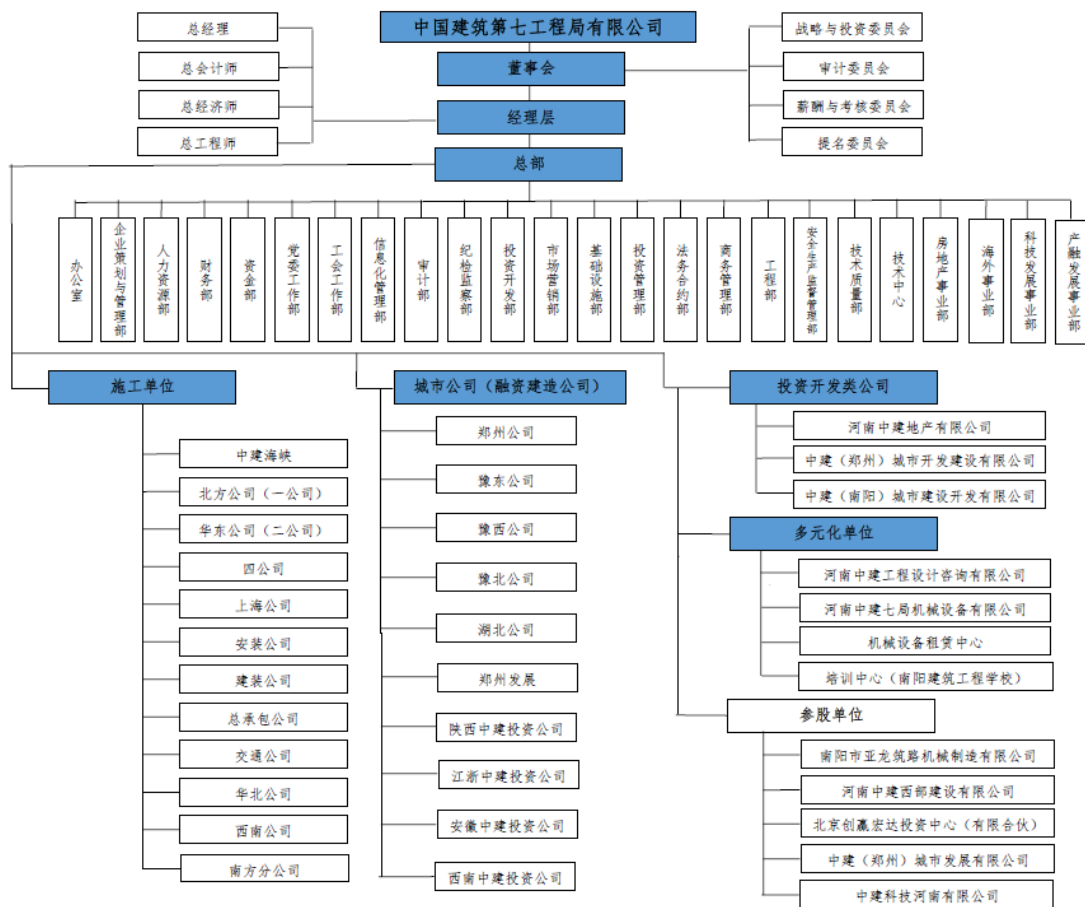 中国建筑第七工程局有限公司
总经理
总会计师
总经济师
总工程师
董事会
经理层
总部
战略与投资委员会
审计委员会
薪酬与考核委员会
提名委员会
办公室
企业策划与管理部
人力资源部
财务部
资金部
党委工作部
工会工作部
信息化管理部
审计部
纪检监察部
投资开发部
市场营销部
基础设施部
投资管理部
法务合约部
商务管理部
工程部
安全生产监督管理部
技术质量部
技术中心
房地产事业部
海外事业部
科技发展事业部
产融发展事业部
施工单位
中建海峡
北方公司（一公司）
华东公司（二公司）
四公司
上海公司
安装公司
建装公司
总承包公司
交通公司
华北公司
西南公司
南方分公司
城市公司（融资建造公司）
郑州公司
豫东公司
豫西公司
豫北公司
湖北公司
郑州发展
陕西中建投资公司
江浙中建投资公司
安徽中建投资公司
西南中建投资公司
投资开发类公司
河南中建地产有限公司
中建（郑州）城市开发建设有限公司
中建（南阳）城市建设开发有限公司
多元化单位
河南中建工程设计咨询有限公司
河南中建七局机械设备有限公司
机械设备租赁中心
培训中心（南阳建筑工程学校）
参股单位
南阳市亚龙筑路机械制造有限公司
河南中建西部建设有限公司
北京创赢宏达投资中心（有限合伙）
中建（郑州）城市发展有限公司
中建科技河南有限公司